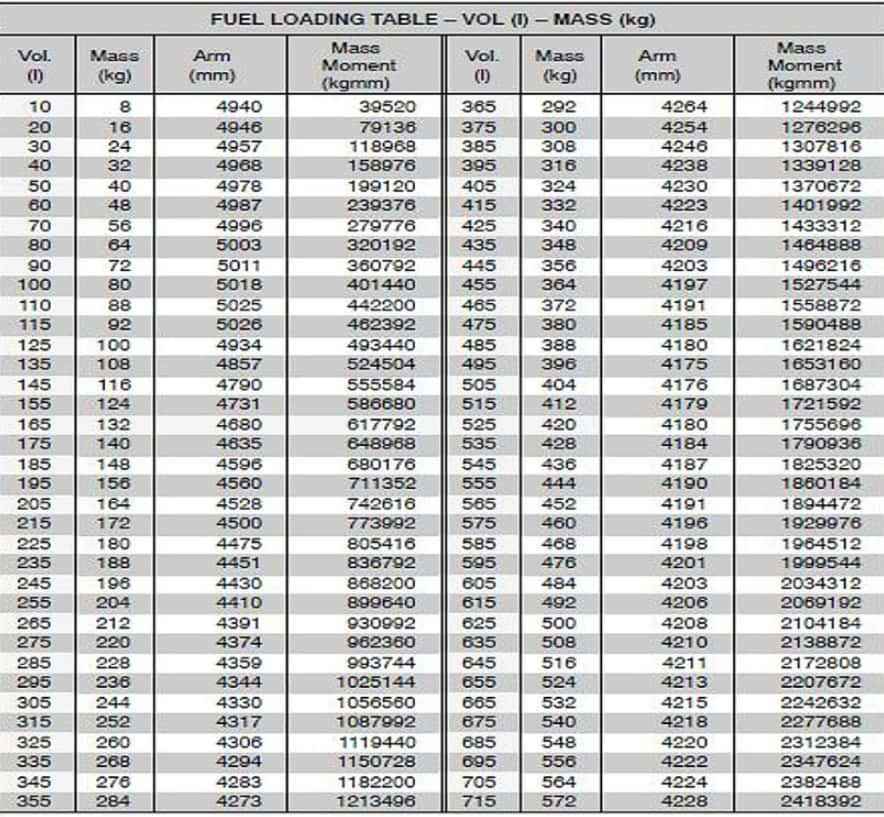 FUEL LOADING TABLE – VOL (l) – MASS (kg)
Vol. (l) Mass (kg) Arm (mm) Mass Moment (kgmm) Vol. (l) Mass (kg) Arm (mm) Mass Moment (kgmm)
10 8 4940 39520 365 292 4264 1244992
20 16 4946 79136 375 300 4254 1276296
30 24 4957 118968 385 308 4246 1307816
40 32 4968 158976 395 316 4238 1339128
50 40 4978 199120 405 324 4230 1370672
60 48 4987 239376 415 332 4223 1401992
70 56 4996 279776 425 340 4216 1433312
80 64 5003 320192 435 348 4209 1464888
90 72 5011 360792 445 356 4203 1496216
100 80 5018 401440 455 364 4197 1527544
110 88 5025 442200 465 372 4191 1558872
115 92 5026 462392 475 380 4185 1590488
125 100 4934 493440 485 388 4180 1621824
135 108 4857 524504 495 396 4175 1653160
145 116 4790 555584 505 404 4176 1687304
155 124 4731 586680 515 412 4179 1721592
165 132 4680 617792 525 420 4180 1755696
175 140 4635 648968 535 428 4184 1790936
185 148 4596 680176 545 436 4187 1825320
195 156 4560 711352 555 444 4190 1860184
205 164 4528 742616 565 452 4191 1894472
215 172 4500 773992 575 460 4196 1929976
225 180 4475 805416 585 468 4198 1964512
235 188 4451 836792 595 476 4201 1999544
245 196 4430 868200 605 484 4203 2034312
255 204 4410 899640 615 492 4206 2069192
265 212 4391 930992 625 500 4208 2104184
275 220 4374 962360 635 508 4210 2138872
285 228 4359 993744 645 516 4211 2172808
295 236 4344 1025144 655 524 4213 2207672
305 244 4330 1056560 665 532 4215 2242632
315 252 4317 1087992 675 540 4218 2277688
325 260 4306 1119440 685 548 4220 2312384
335 268 4294 1150728 695 556 4222 2347624
345 276 4283 1182200 705 564 4224 2382488
355 284 4273 1213496 715 572 4228 2418392